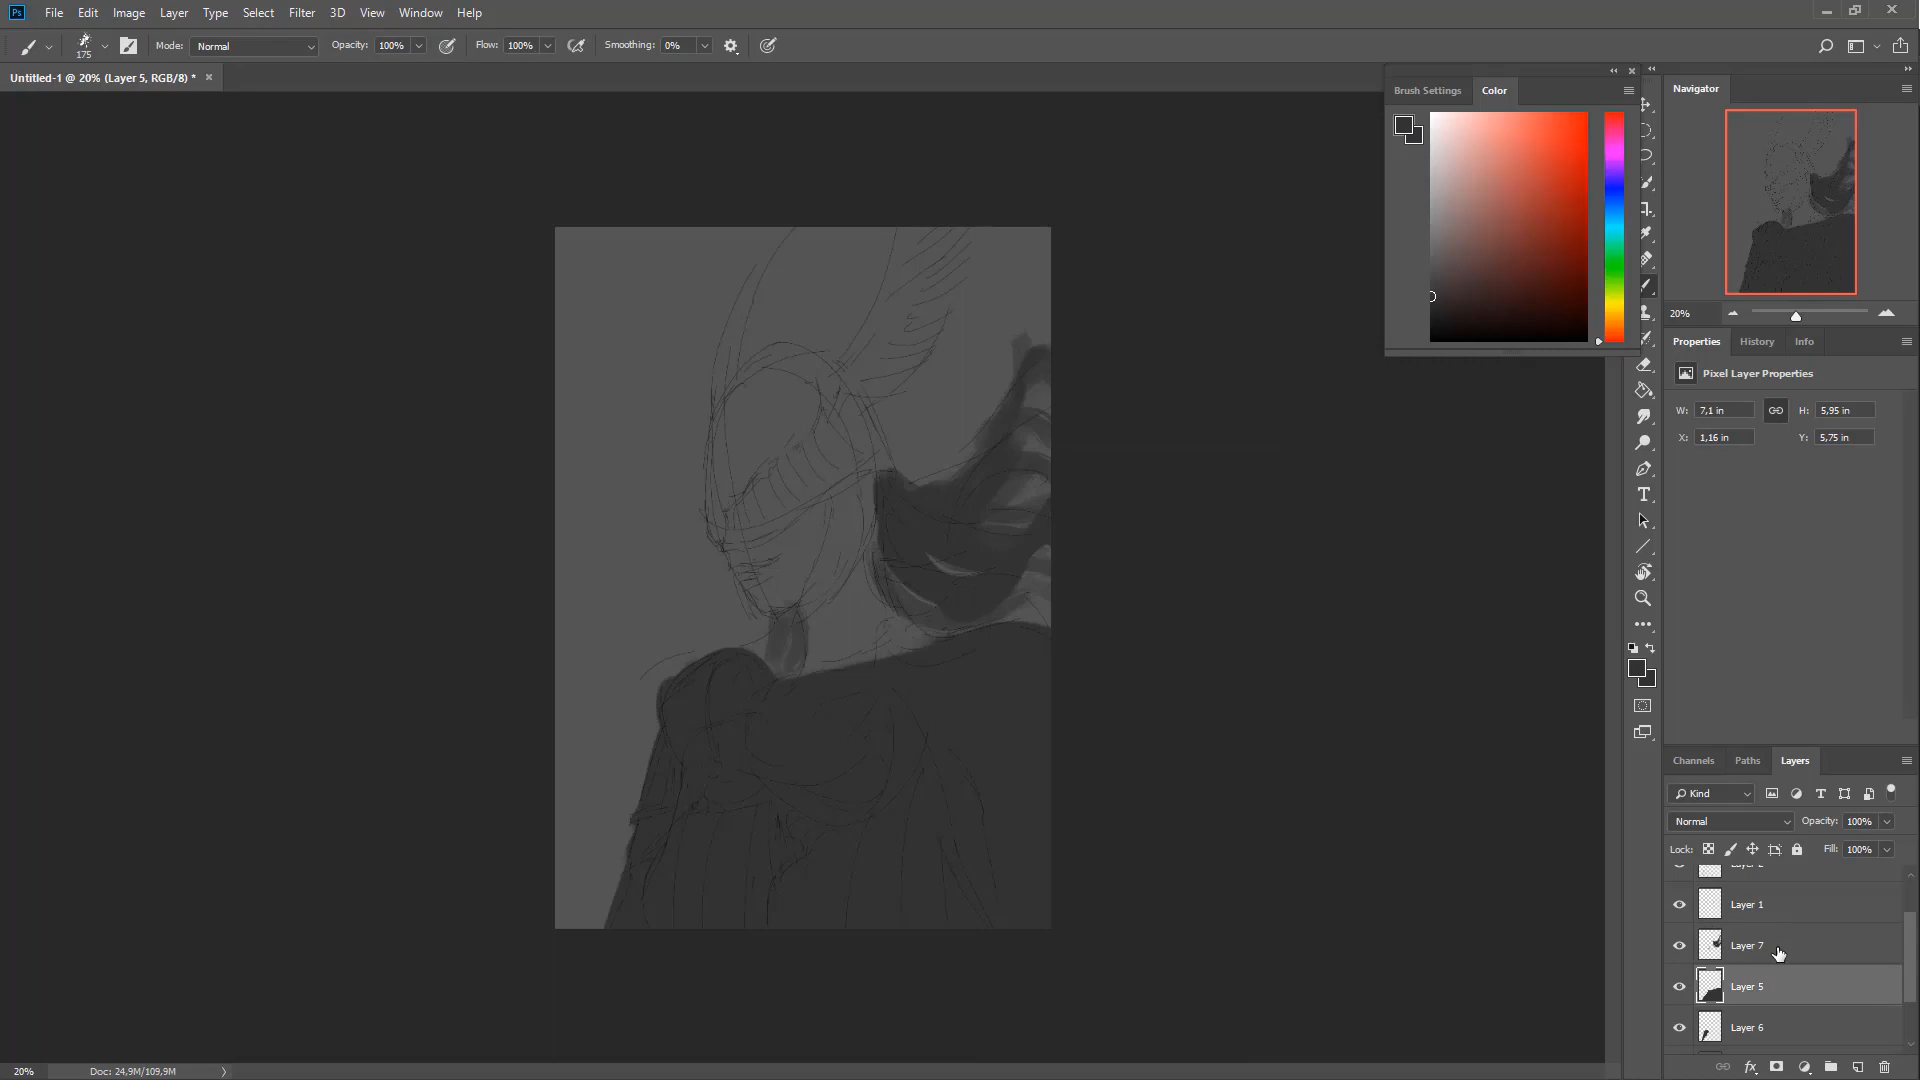 Ps File Edit Image Layer Type Select Filter 3D View Window Help
175 Mode: Normal Opacity: 100% Flow: 100% Smoothing: 0%
Untitled-1 @ 20% (Layer 5, RGB/8) *
Brush Settings Color
Navigator
20%
Properties History Info
Pixel Layer Properties
W: 7,1 in H: 5,95 in
X: 1,16 in Y: 5,75 in
Channels Paths Layers
Kind
Normal Opacity: 100%
Lock: Fill: 100%
Layer 1
Layer 7
Layer 5
Layer 6
fx
20% Doc: 24,9M/109,9M